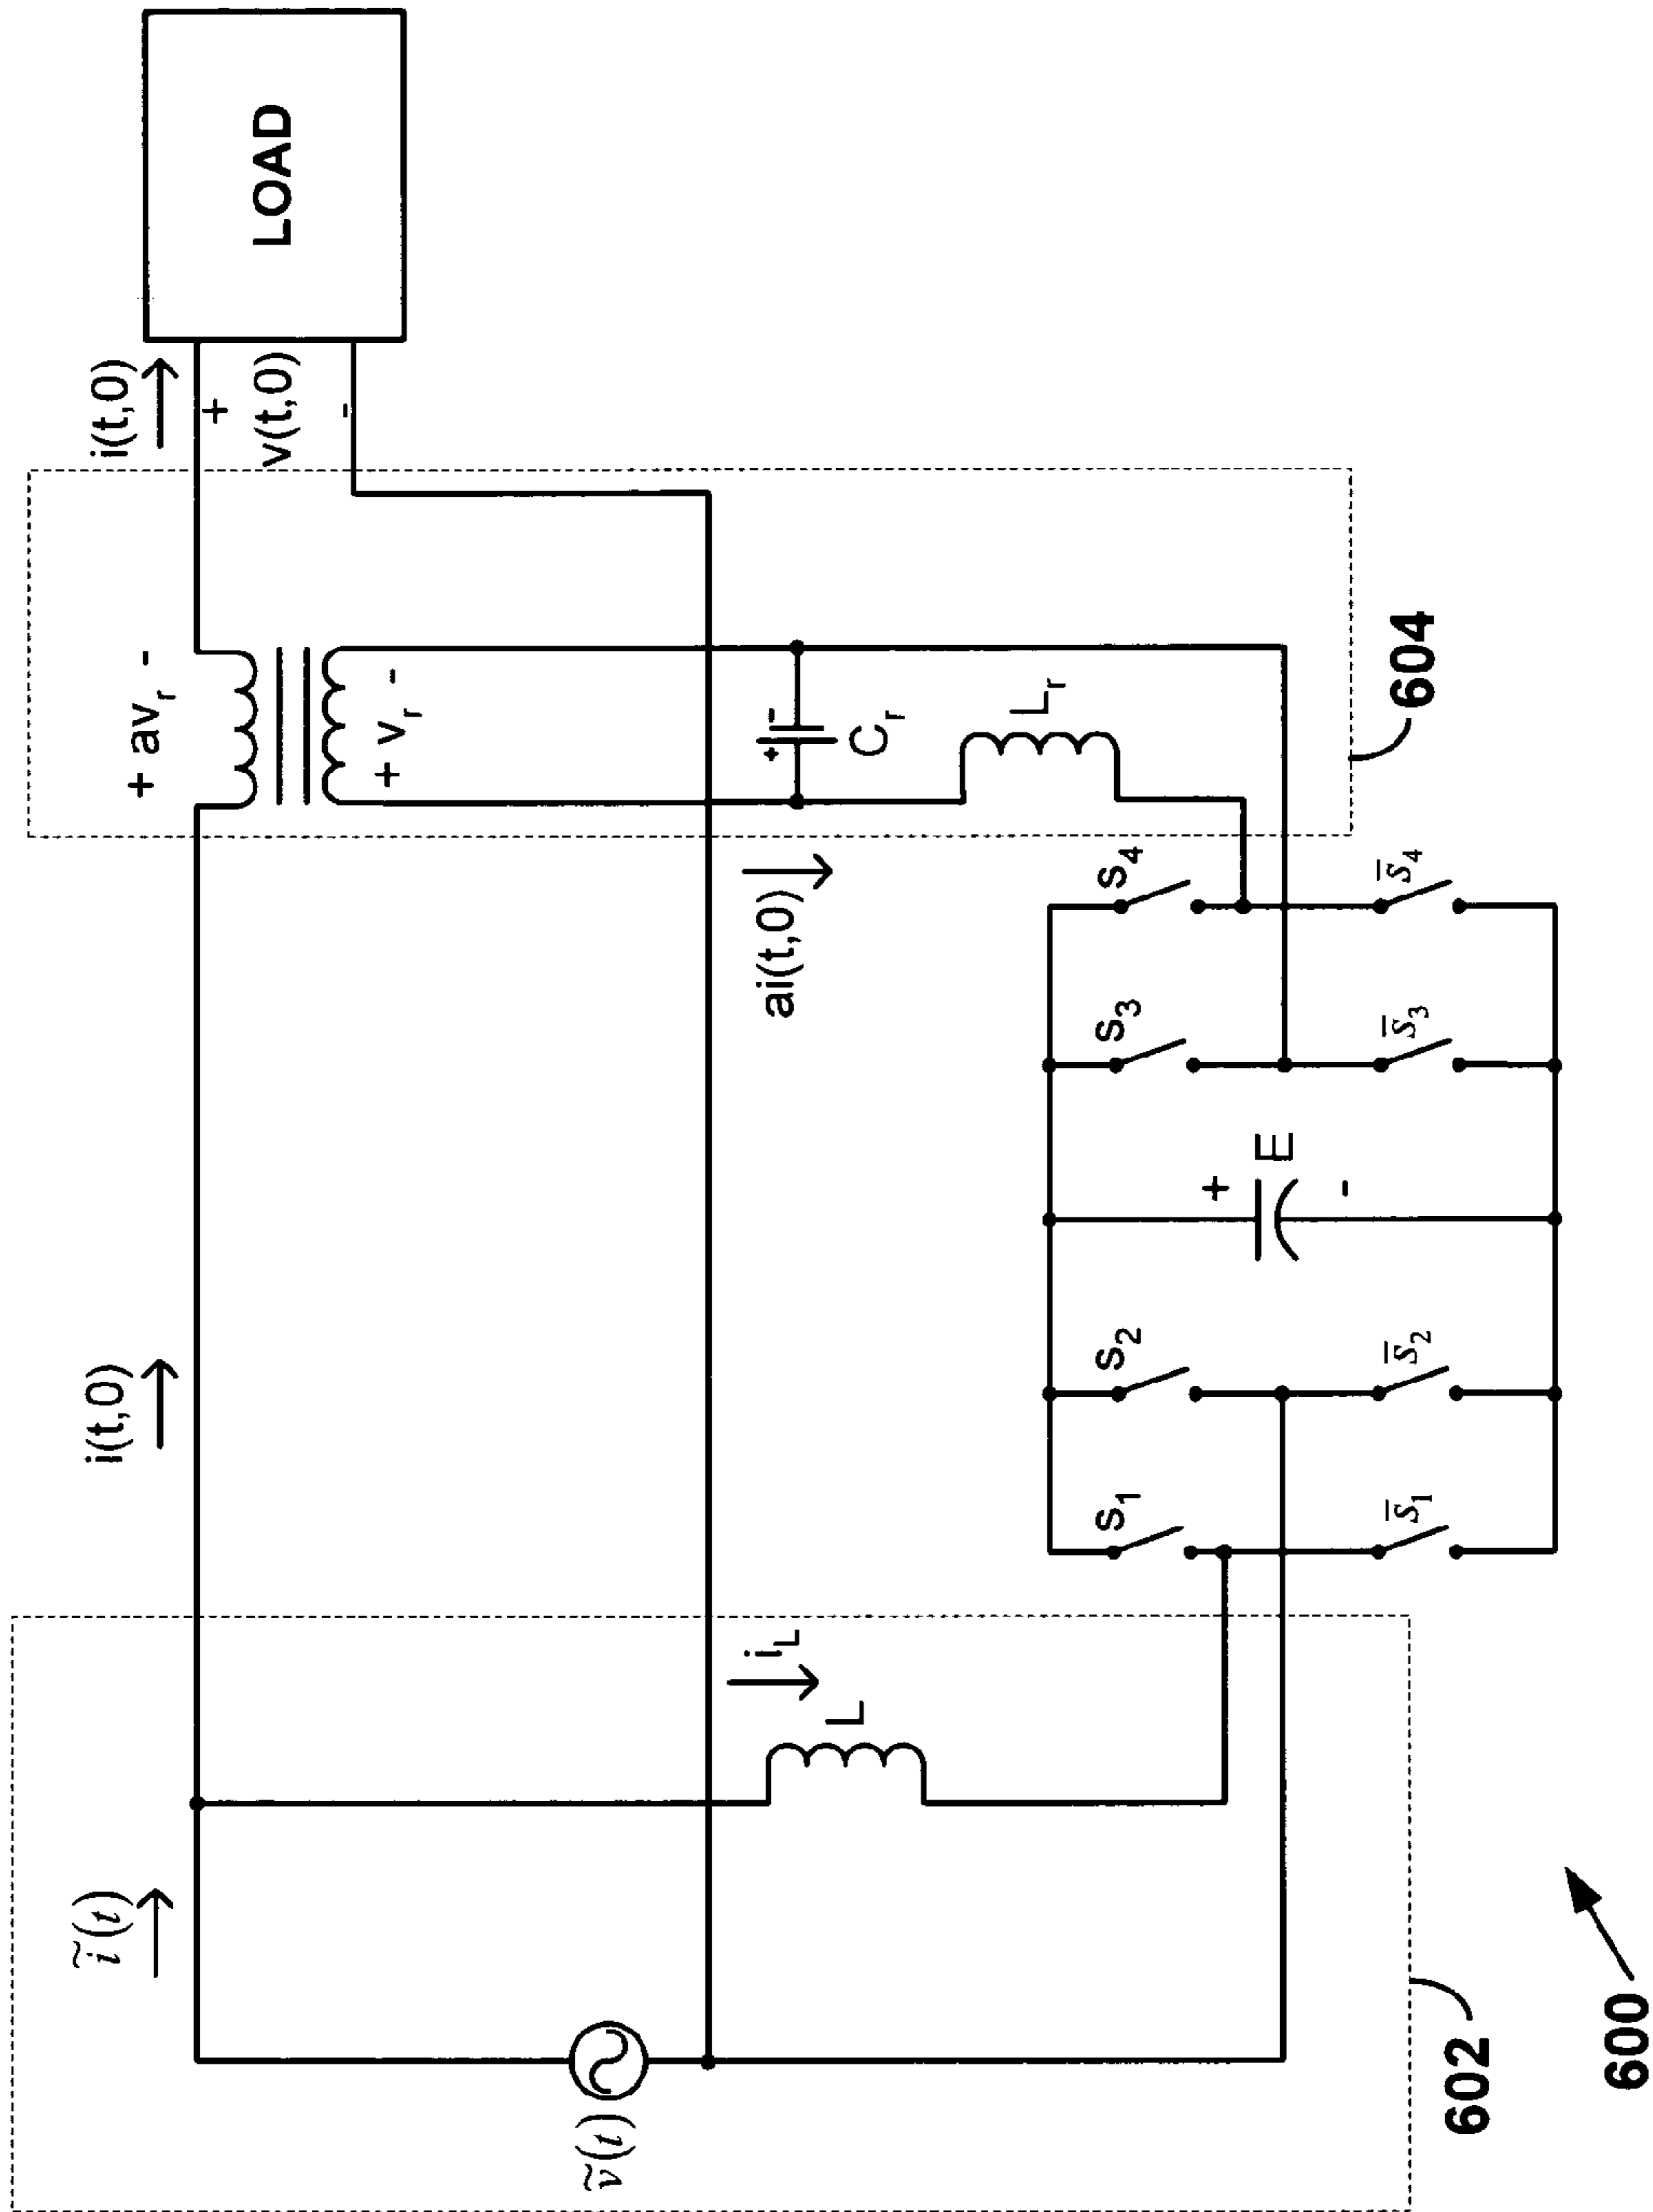 ĩ(t)
i(t,0)
+ avᵣ -
i(t,0)
LOAD
+
v(t,0)
-
+ vᵣ -
ṽ(t)
i_L
L
ai(t,0)
+ -
Cᵣ
Lᵣ
s₁
s₂
+
E
-
s₃
s₄
s̅₁
s̅₂
s̅₃
s̅₄
602
604
600